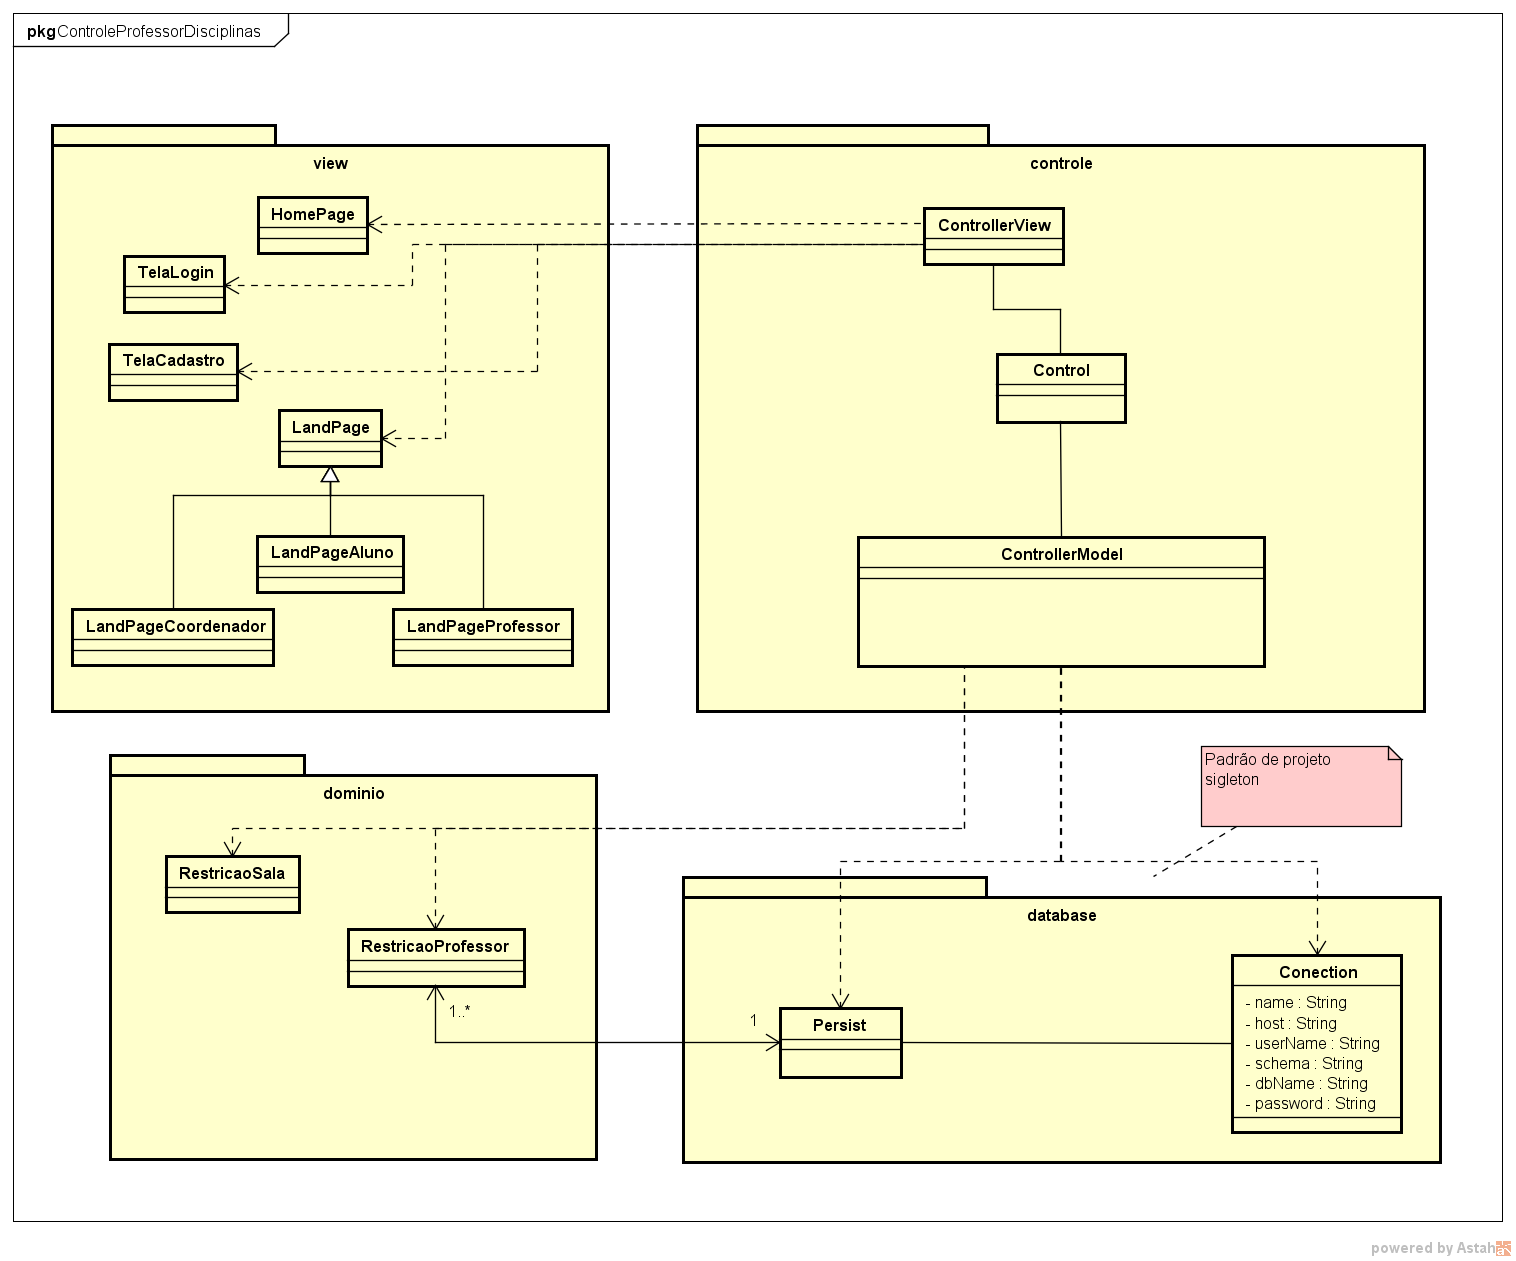 pkg ControleProfessorDisciplinas
view
HomePage
TelaLogin
TelaCadastro
LandPage
LandPageAluno
LandPageCoordenador
LandPageProfessor
controle
ControllerView
Control
ControllerModel
Padrão de projeto
sigleton
dominio
RestricaoSala
RestricaoProfessor
1..*
1
database
Persist
Conection
- name : String
- host : String
- userName : String
- schema : String
- dbName : String
- password : String
powered by Astah